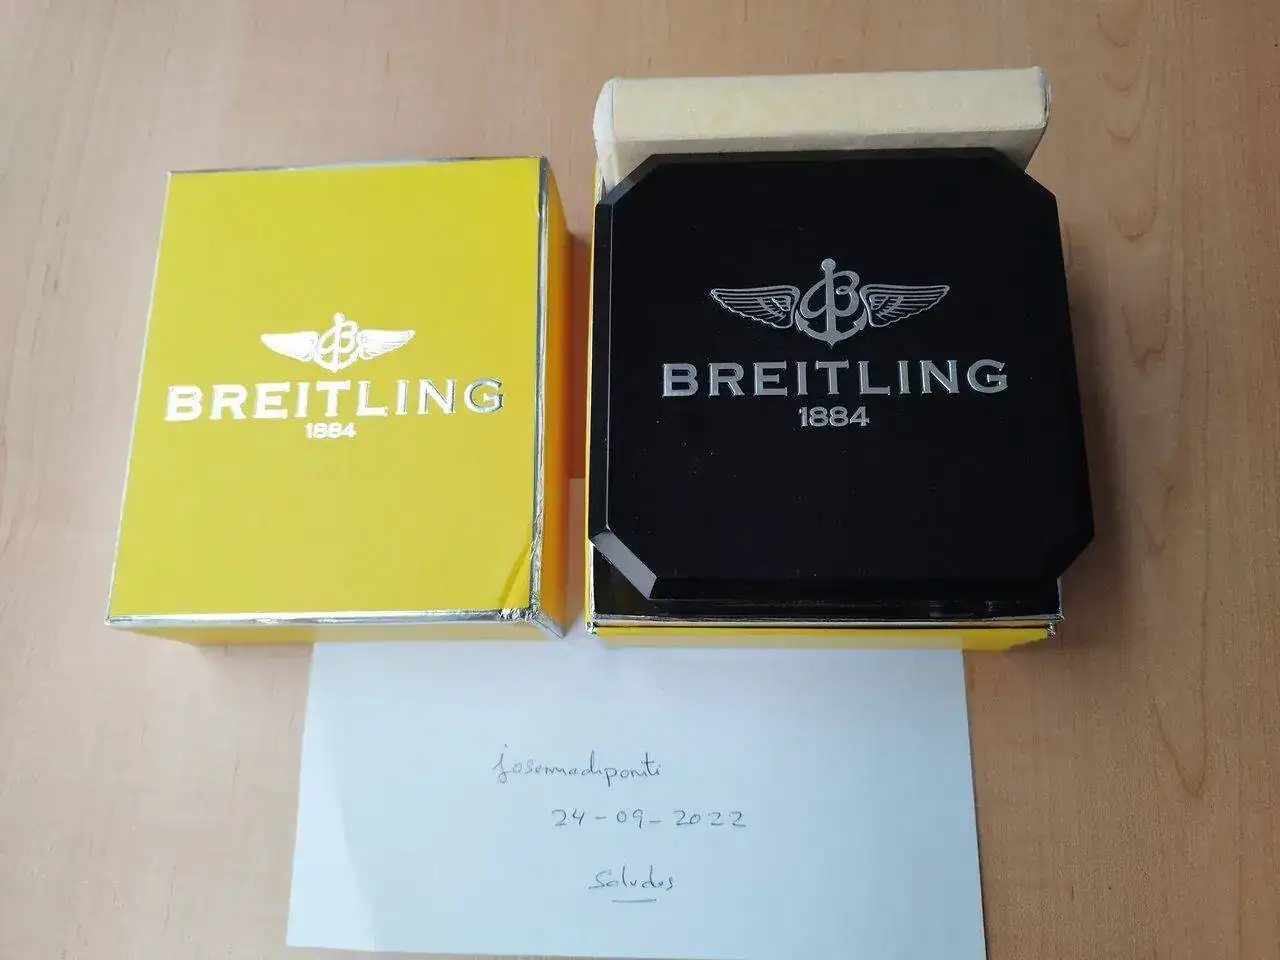 BREITLING
1884
BREITLING
1884
josemadiponti
24-09-2022
Saludos